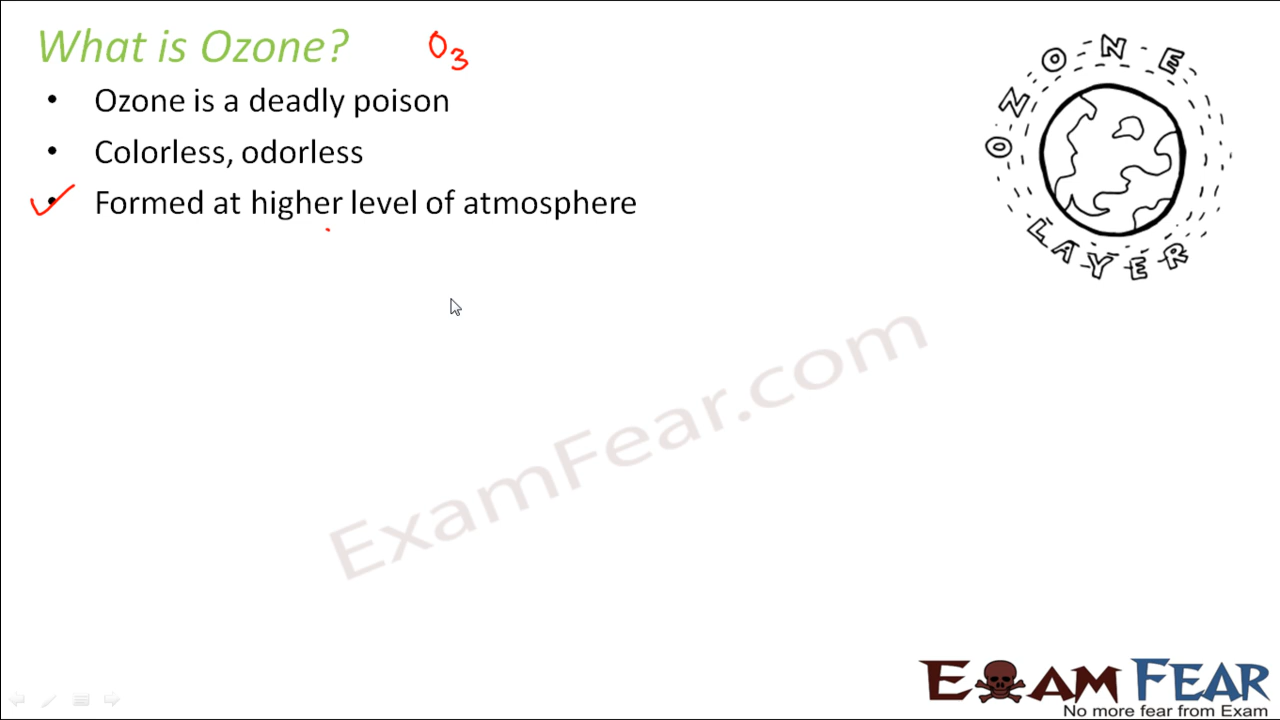 What is Ozone? O3
• Ozone is a deadly poison
• Colorless, odorless
• Formed at higher level of atmosphere
OZONE
LAYER
ExamFear.com
EXAM FEAR
No more fear from Exam